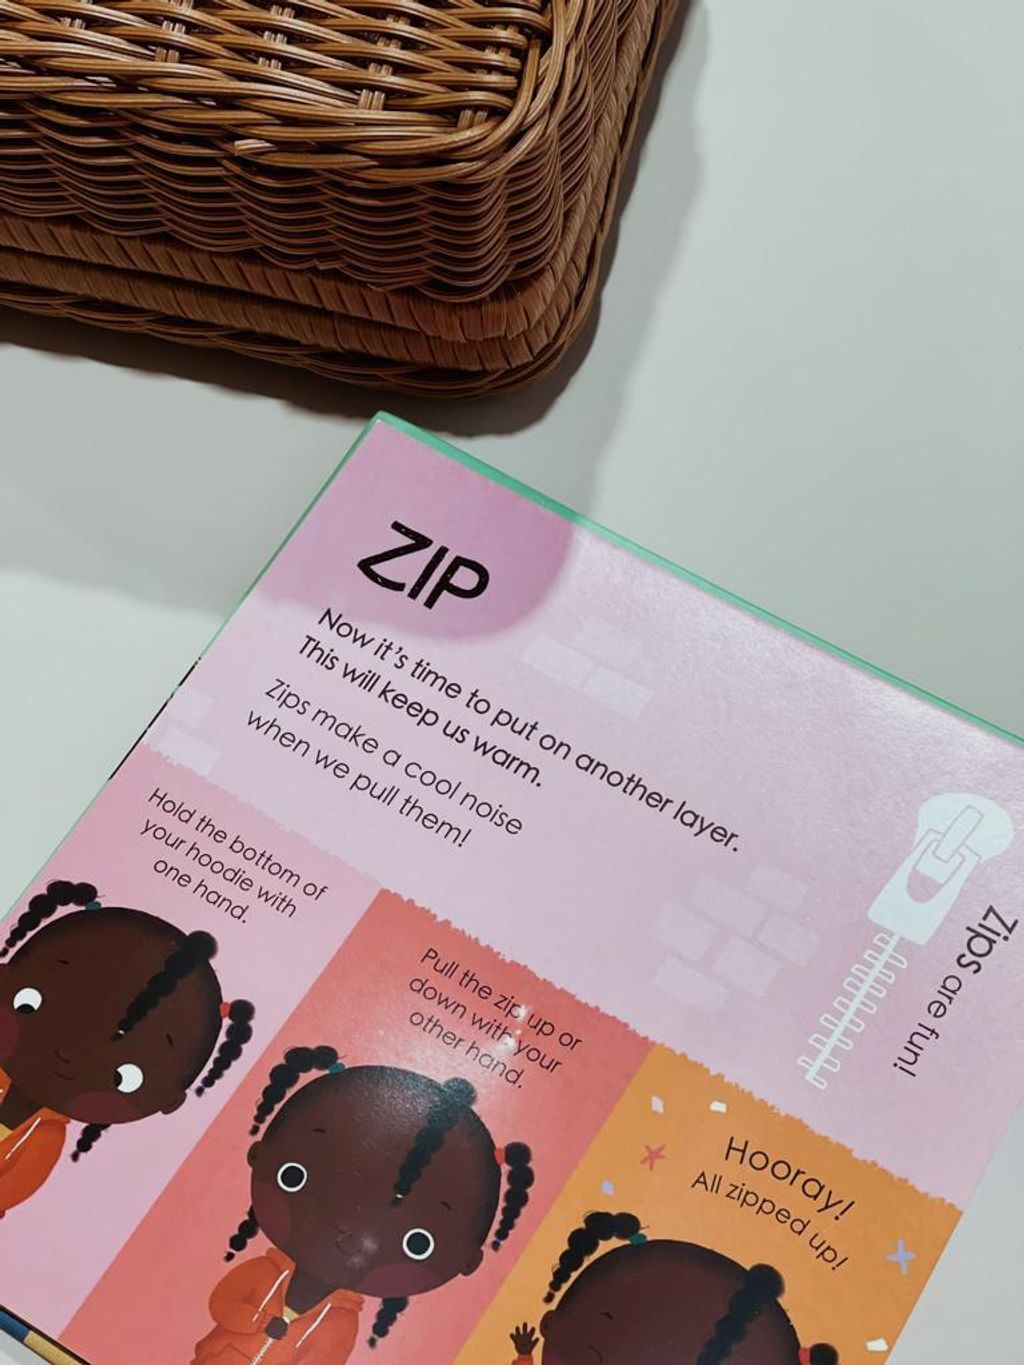 ZIP
Now it's time to put on another layer.
This will keep us warm.
Zips make a cool noise
when we pull them!
Zips are fun!
Hold the bottom of
your hoodie with
one hand.
Pull the zip up or
down with your
other hand.
Hooray!
All zipped up!